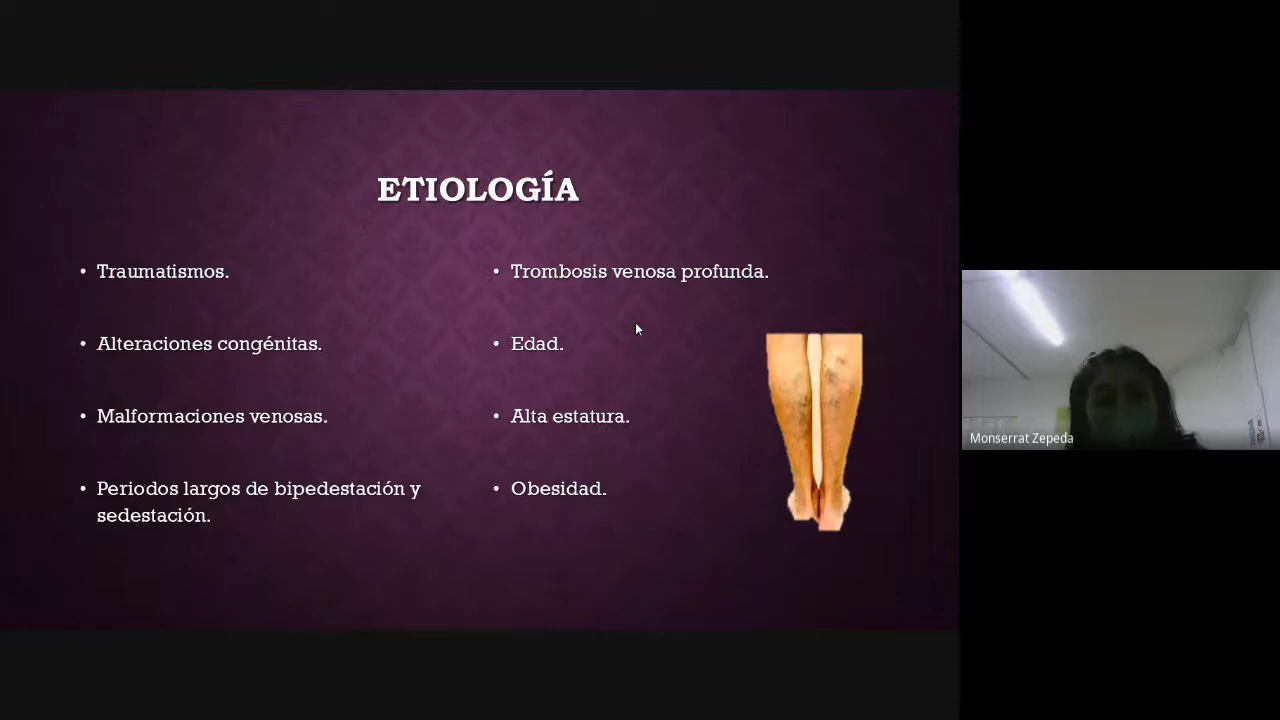 ETIOLOGÍA
• Traumatismos.
• Alteraciones congénitas.
• Malformaciones venosas.
• Periodos largos de bipedestación y
sedestación.
• Trombosis venosa profunda.
• Edad.
• Alta estatura.
• Obesidad.
Monserrat Zepeda